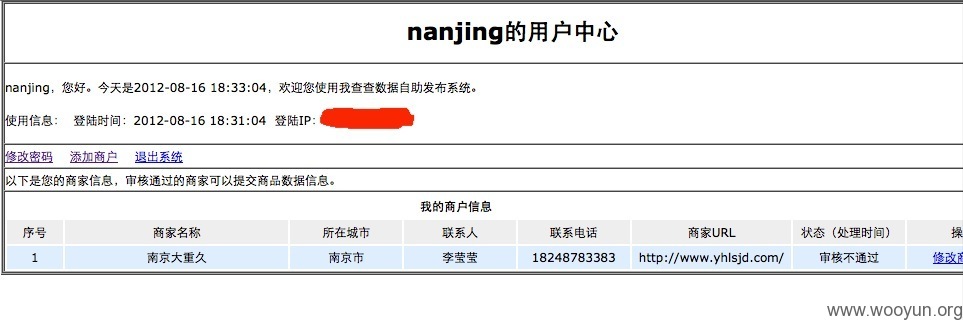 nanjing的用户中心
nanjing，您好。今天是2012-08-16 18:33:04，欢迎您使用我查查数据自助发布系统。
使用信息： 登陆时间：2012-08-16 18:31:04 登陆IP：
修改密码 添加商户 退出系统
以下是您的商家信息，审核通过的商家可以提交商品数据信息。
我的商户信息
序号 商家名称 所在城市 联系人 联系电话 商家URL 状态（处理时间）
1 南京大重久 南京市 李莹莹 18248783383 http://www.yhlsjd.com/ 审核不通过 修改
www.wooyun.org